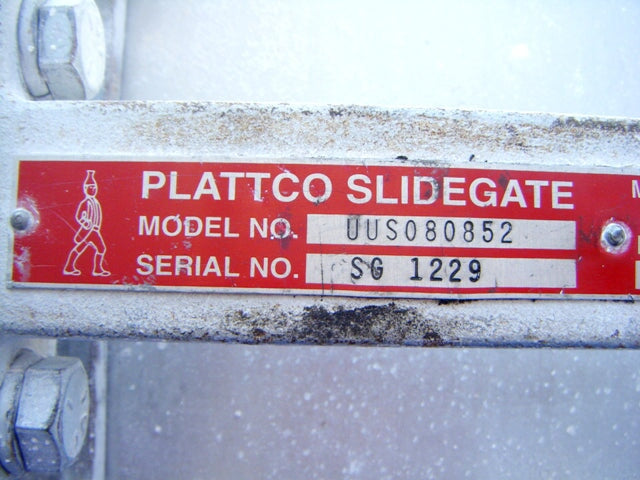 PLATTCO SLIDEGATE
MODEL NO. UUS080852
SERIAL NO. SG 1229